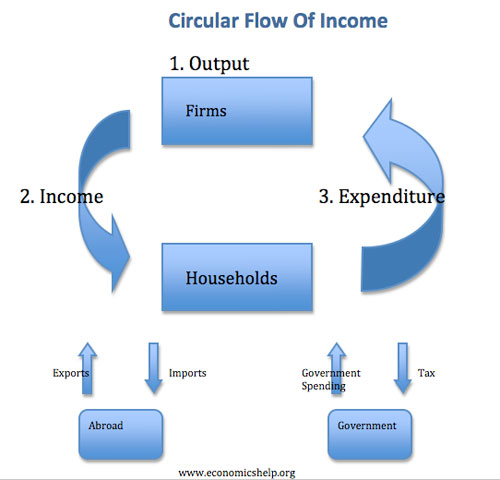 Circular Flow Of Income
1. Output
Firms
2. Income
3. Expenditure
Households
Exports
Imports
Government
Spending
Tax
Abroad
Government
www.economicshelp.org